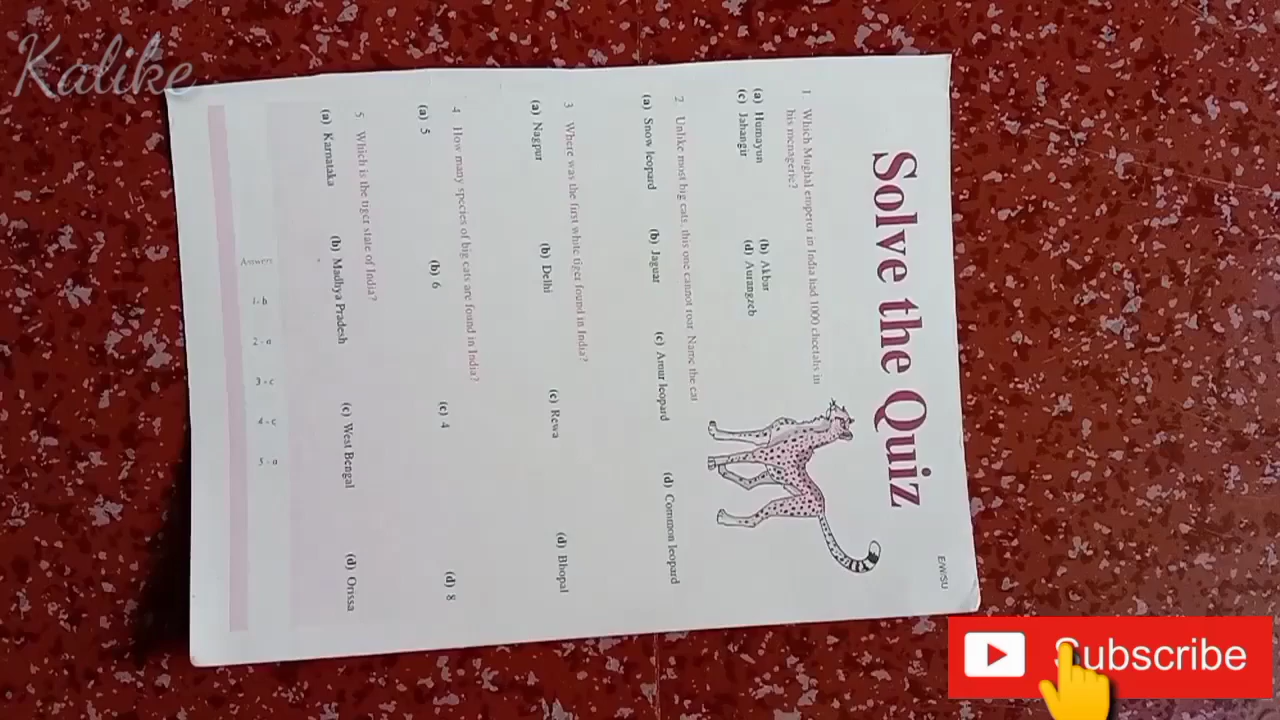 Kalike
E/W/SU
Solve the Quiz
1 Which Mughal emperor in India had 1000 cheetahs in
his menagerie?
(a) Humayun (b) Akbar
(c) Jahangir (d) Aurangzeb
2 Unlike most big cats, this one cannot roar. Name the cat
(a) Snow leopard (b) Jaguar (c) Amur leopard (d) Common leopard
3 Where was the first white tiger found in India?
(a) Nagpur (b) Delhi (c) Rewa (d) Bhopal
4 How many species of big cats are found in India?
(a) 5 (b) 6 (c) 4 (d) 8
5 Which is the tiger state of India?
(a) Karnataka (b) Madhya Pradesh (c) West Bengal (d) Orissa
Answers 1-b 2-a 3-c 4-c 5-a
Subscribe